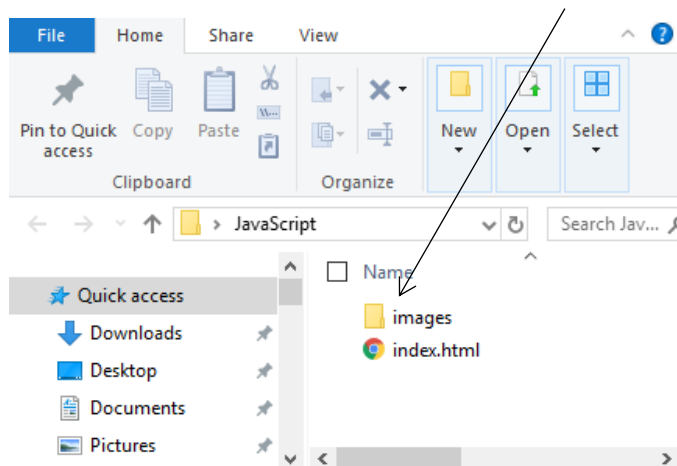 File Home Share View
Pin to Quick access
Copy
Paste
W...
New
Open
Select
Clipboard
Organize
JavaScript
Search Jav...
Name
Quick access
images
Downloads
index.html
Desktop
Documents
Pictures